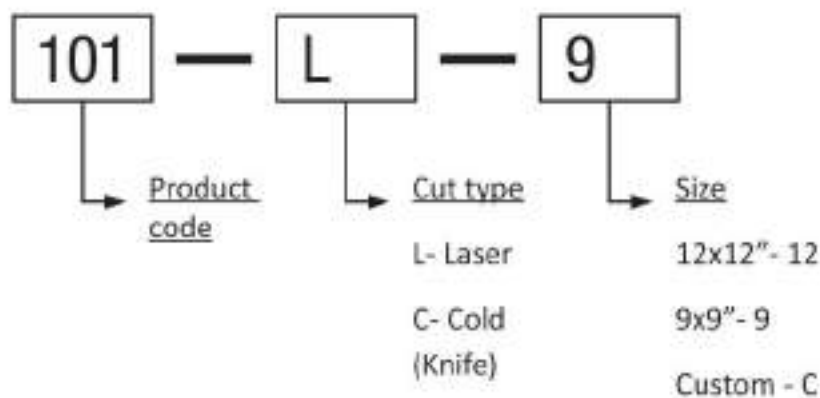 101 — L — 9
Product
code
Cut type
L- Laser
C- Cold
(Knife)
Size
12x12”- 12
9x9”- 9
Custom - C